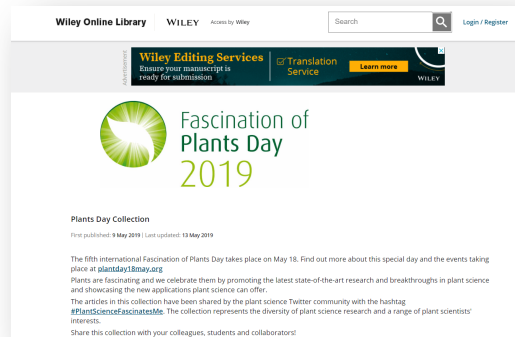 Wiley Online Library WILEY Access by Wiley Search Login / Register
Advertisement
Wiley Editing Services
Ensure your manuscript is
ready for submission
Translation
Service
Learn more
WILEY
Fascination of
Plants Day
2019
Plants Day Collection
First published: 9 May 2019 | Last updated: 13 May 2019
The fifth international Fascination of Plants Day takes place on May 18. Find out more about this special day and the events taking
place at plantday18may.org
Plants are fascinating and we celebrate them by promoting the latest state-of-the-art research and breakthroughs in plant science
and showcasing the new applications plant science can offer.
The articles in this collection have been shared by the plant science Twitter community with the hashtag
#PlantScienceFascinatesMe. The collection represents the diversity of plant science research and a range of plant scientists'
interests.
Share this collection with your colleagues, students and collaborators!